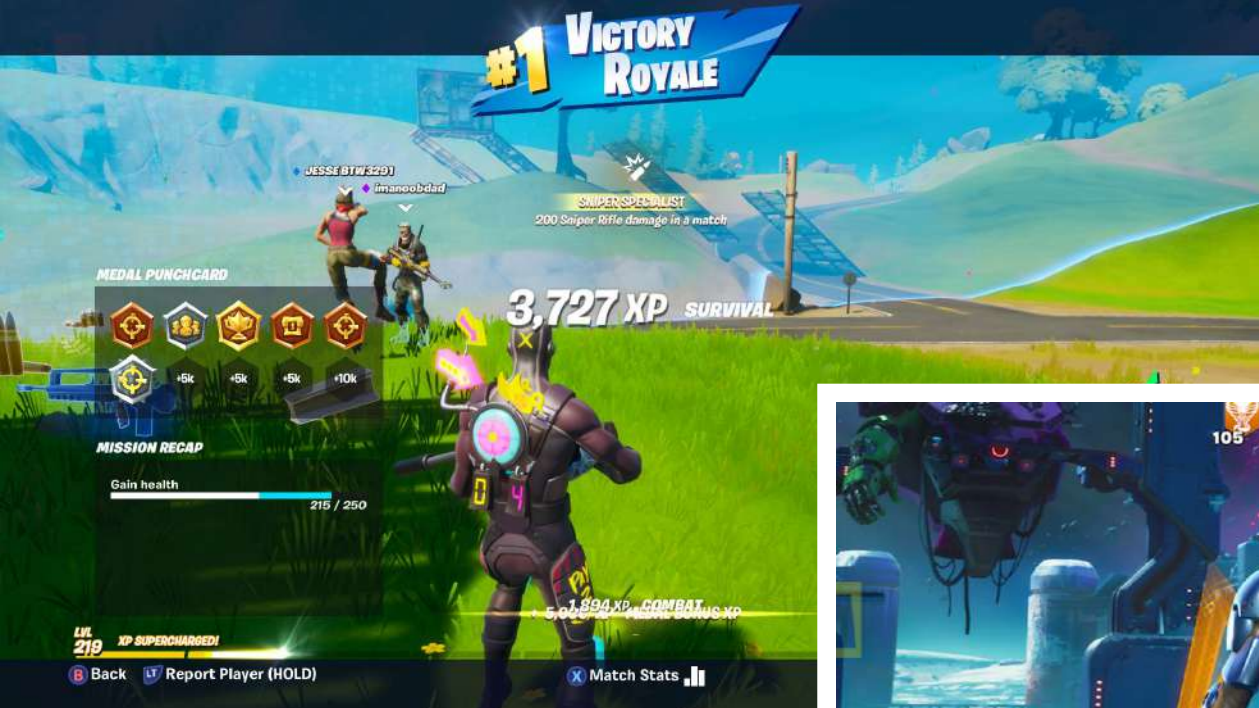 #1 VICTORY
ROYALE
JESSE BTW3291
imanoobdad
SNIPER SPECIALIST
200 Sniper Rifle damage in a match
MEDAL PUNCHCARD
3,727 XP SURVIVAL
+5k +5k +5k +10k
MISSION RECAP
Gain health
215 / 250
0 4
1,894 XP COMBAT
MEDAL BONUS XP
LVL
219
XP SUPERCHARGED!
B Back LT Report Player (HOLD)
X Match Stats
105